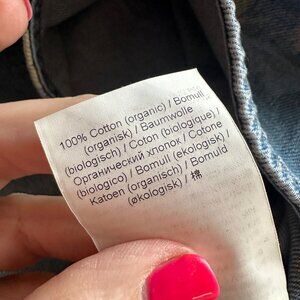 100% Cotton (organic) / Bomull
(organisk) / Baumwolle
(biologisch) / Coton (biologique) /
Органический хлопок / Cotone
(biologico) / Bomull (ekologisk) /
Katoen (organisch) / Bomuld
(økologisk) / 棉